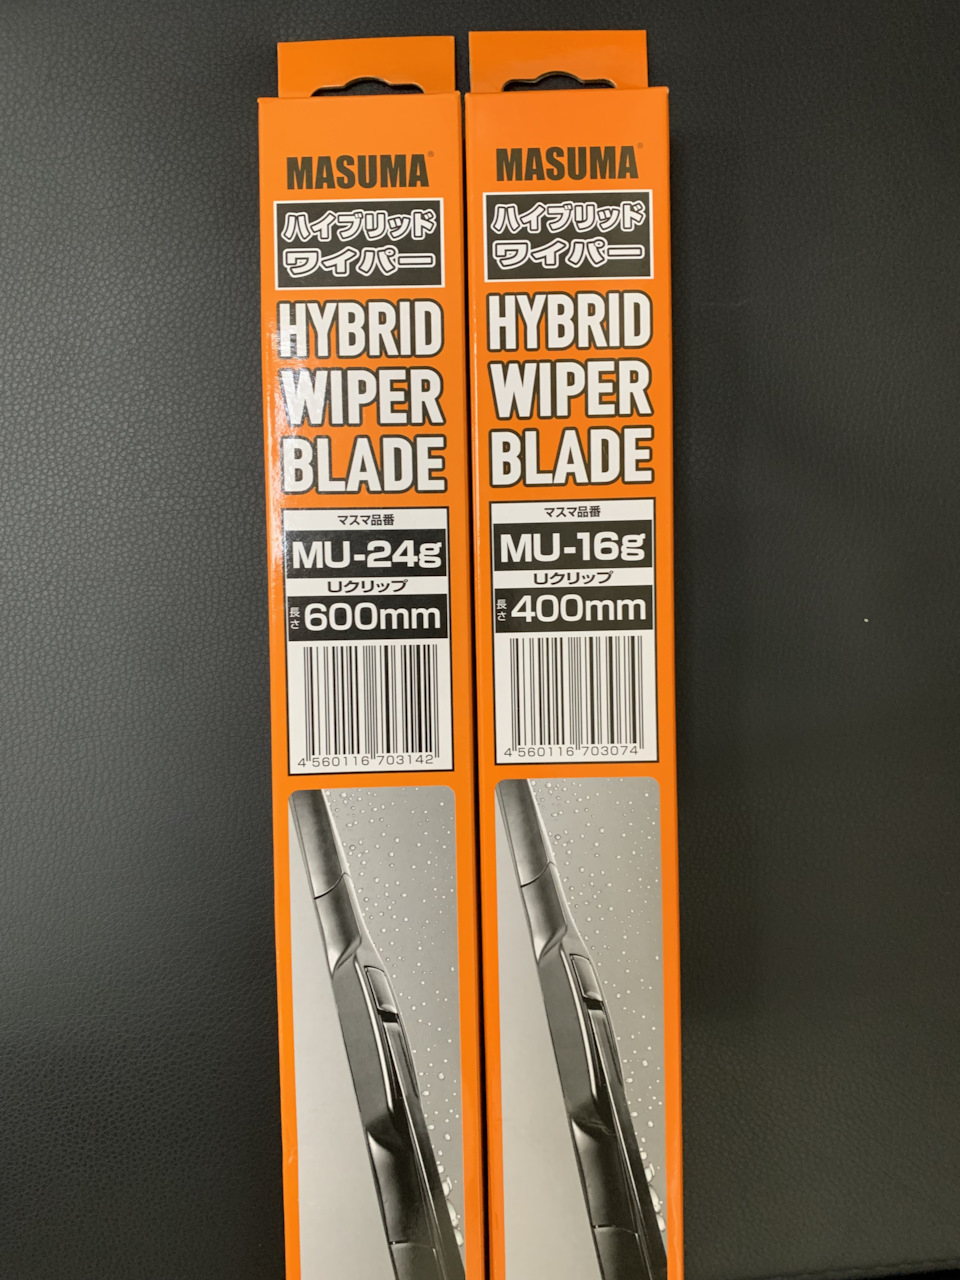 MASUMA®
ハイブリッド
ワイパー
HYBRID
WIPER
BLADE
マスマ品番
MU-24g
Uクリップ
長さ 600mm
4 560116 703142
MASUMA®
ハイブリッド
ワイパー
HYBRID
WIPER
BLADE
マスマ品番
MU-16g
Uクリップ
長さ 400mm
4 560116 703074